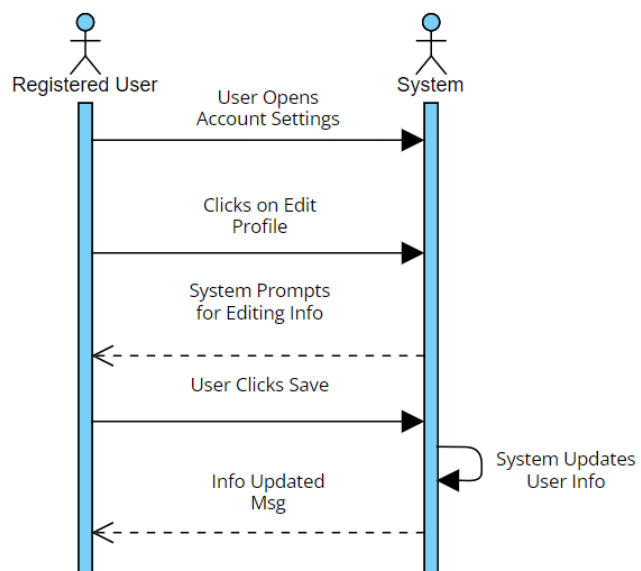 Registered User
System
User Opens
Account Settings
Clicks on Edit
Profile
System Prompts
for Editing Info
User Clicks Save
System Updates
User Info
Info Updated
Msg